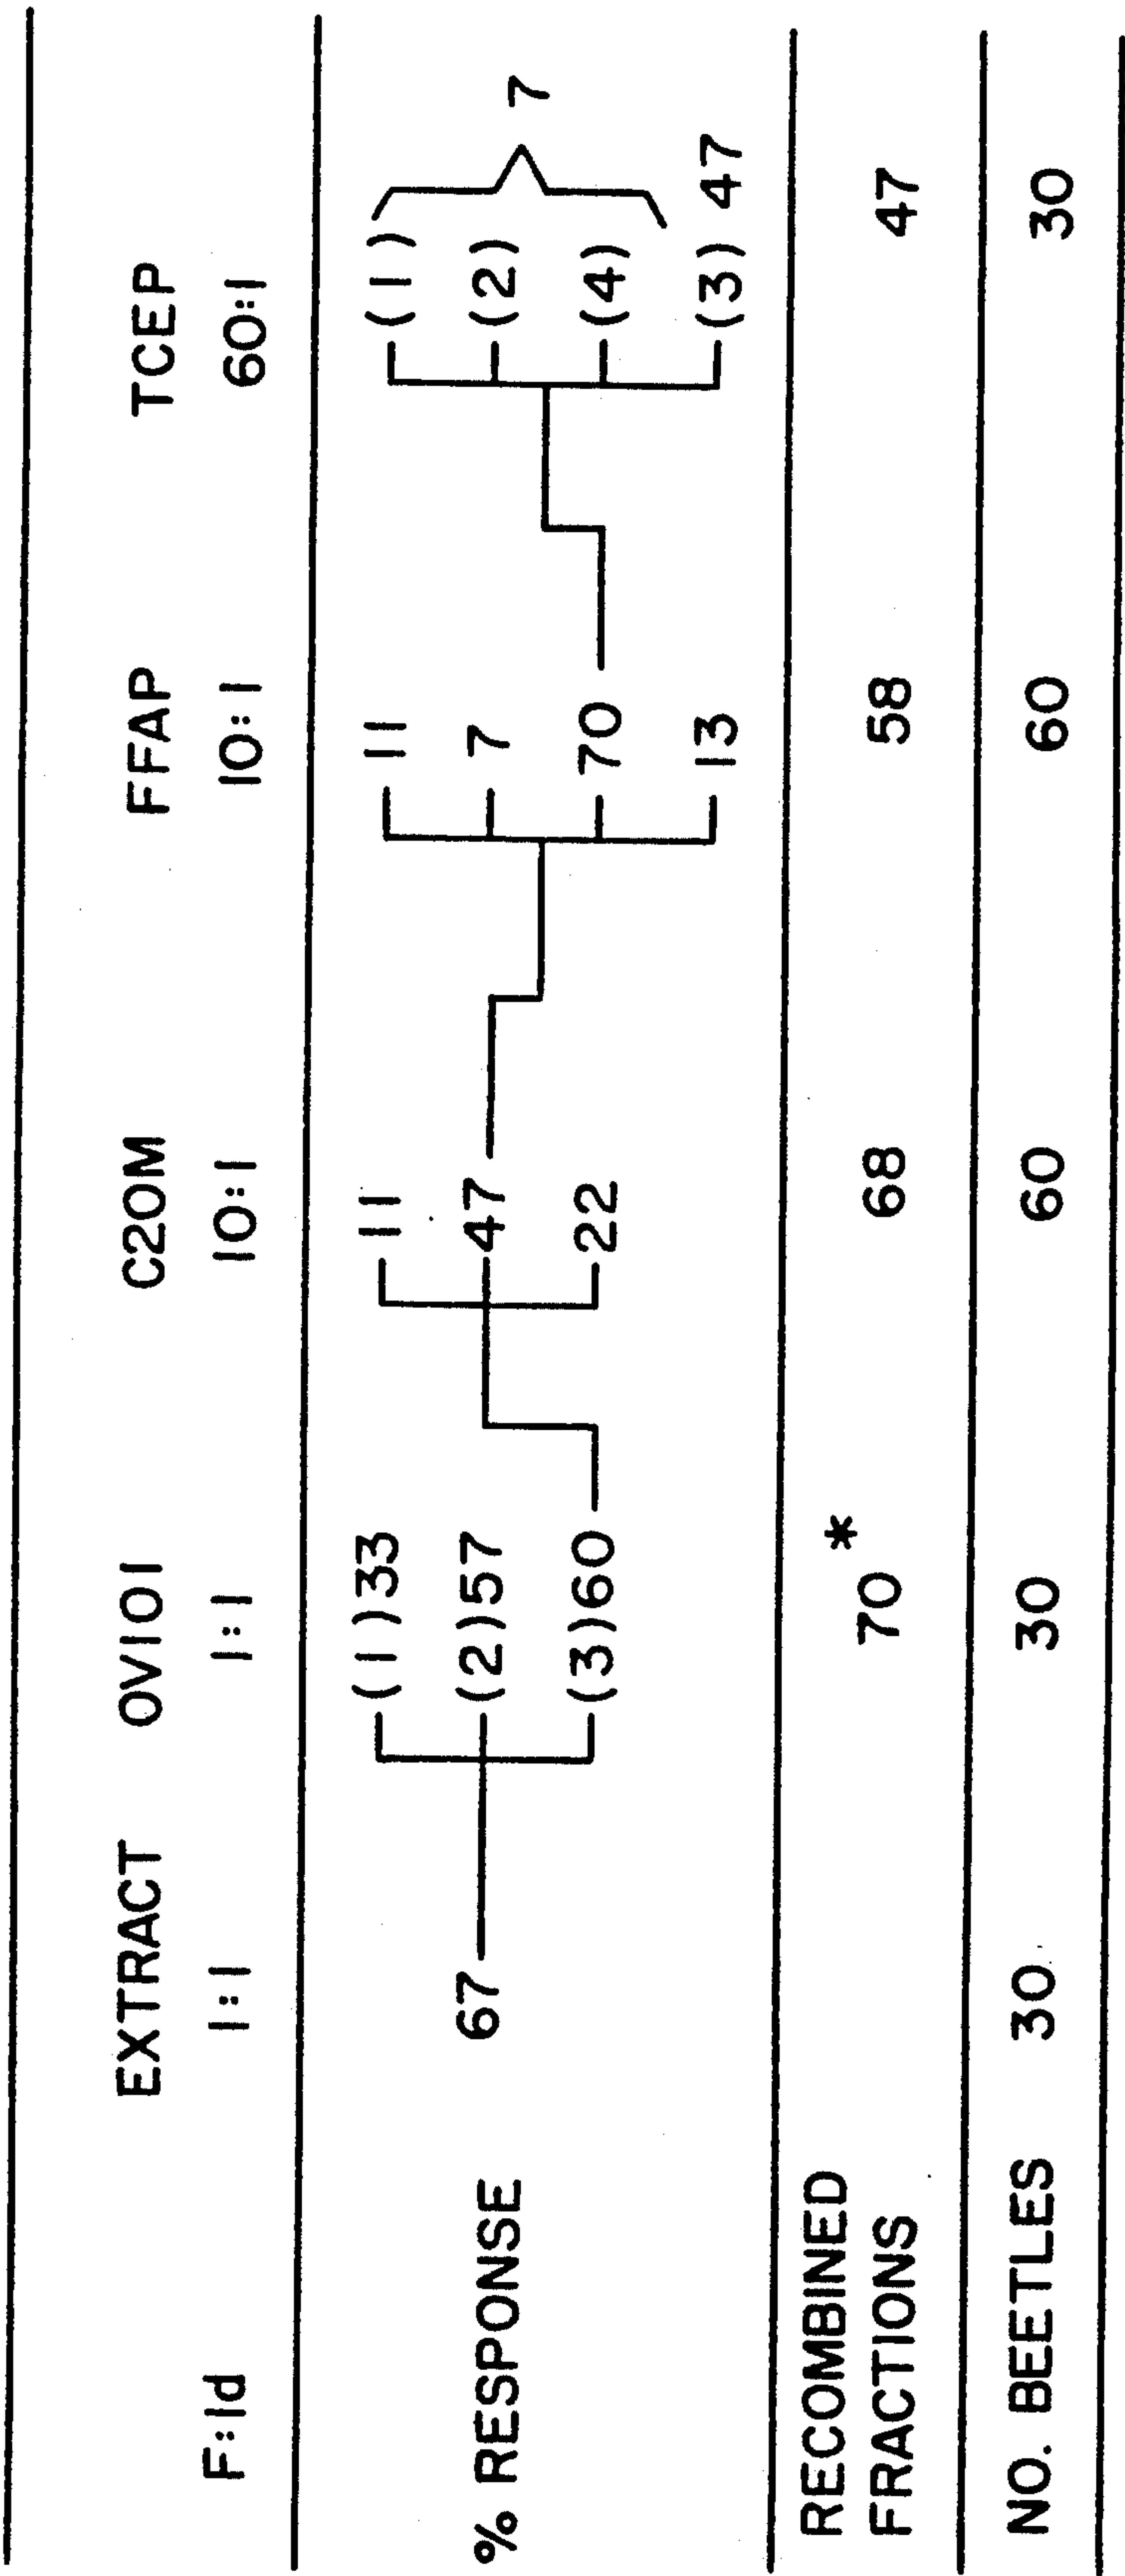 EXTRACT OV101 C20M FFAP TCEP
F:Id 1:1 1:1 10:1 10:1 60:1
(1)33 11 11 (1)
% RESPONSE 67 (2)57 47 7 (2) 7
(3)60 22 70 (4)
13 (3) 47
RECOMBINED
FRACTIONS 70* 68 58 47
NO. BEETLES 30 30 60 60 30